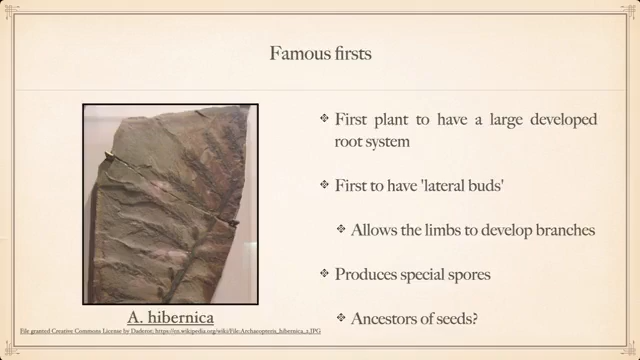 Famous firsts
First plant to have a large developed
root system
First to have 'lateral buds'
Allows the limbs to develop branches
Produces special spores
Ancestors of seeds?
A. hibernica
File granted Creative Commons License by Daderot; https://en.wikipedia.org/wiki/File:Archaeopteris_hibernica_2.JPG